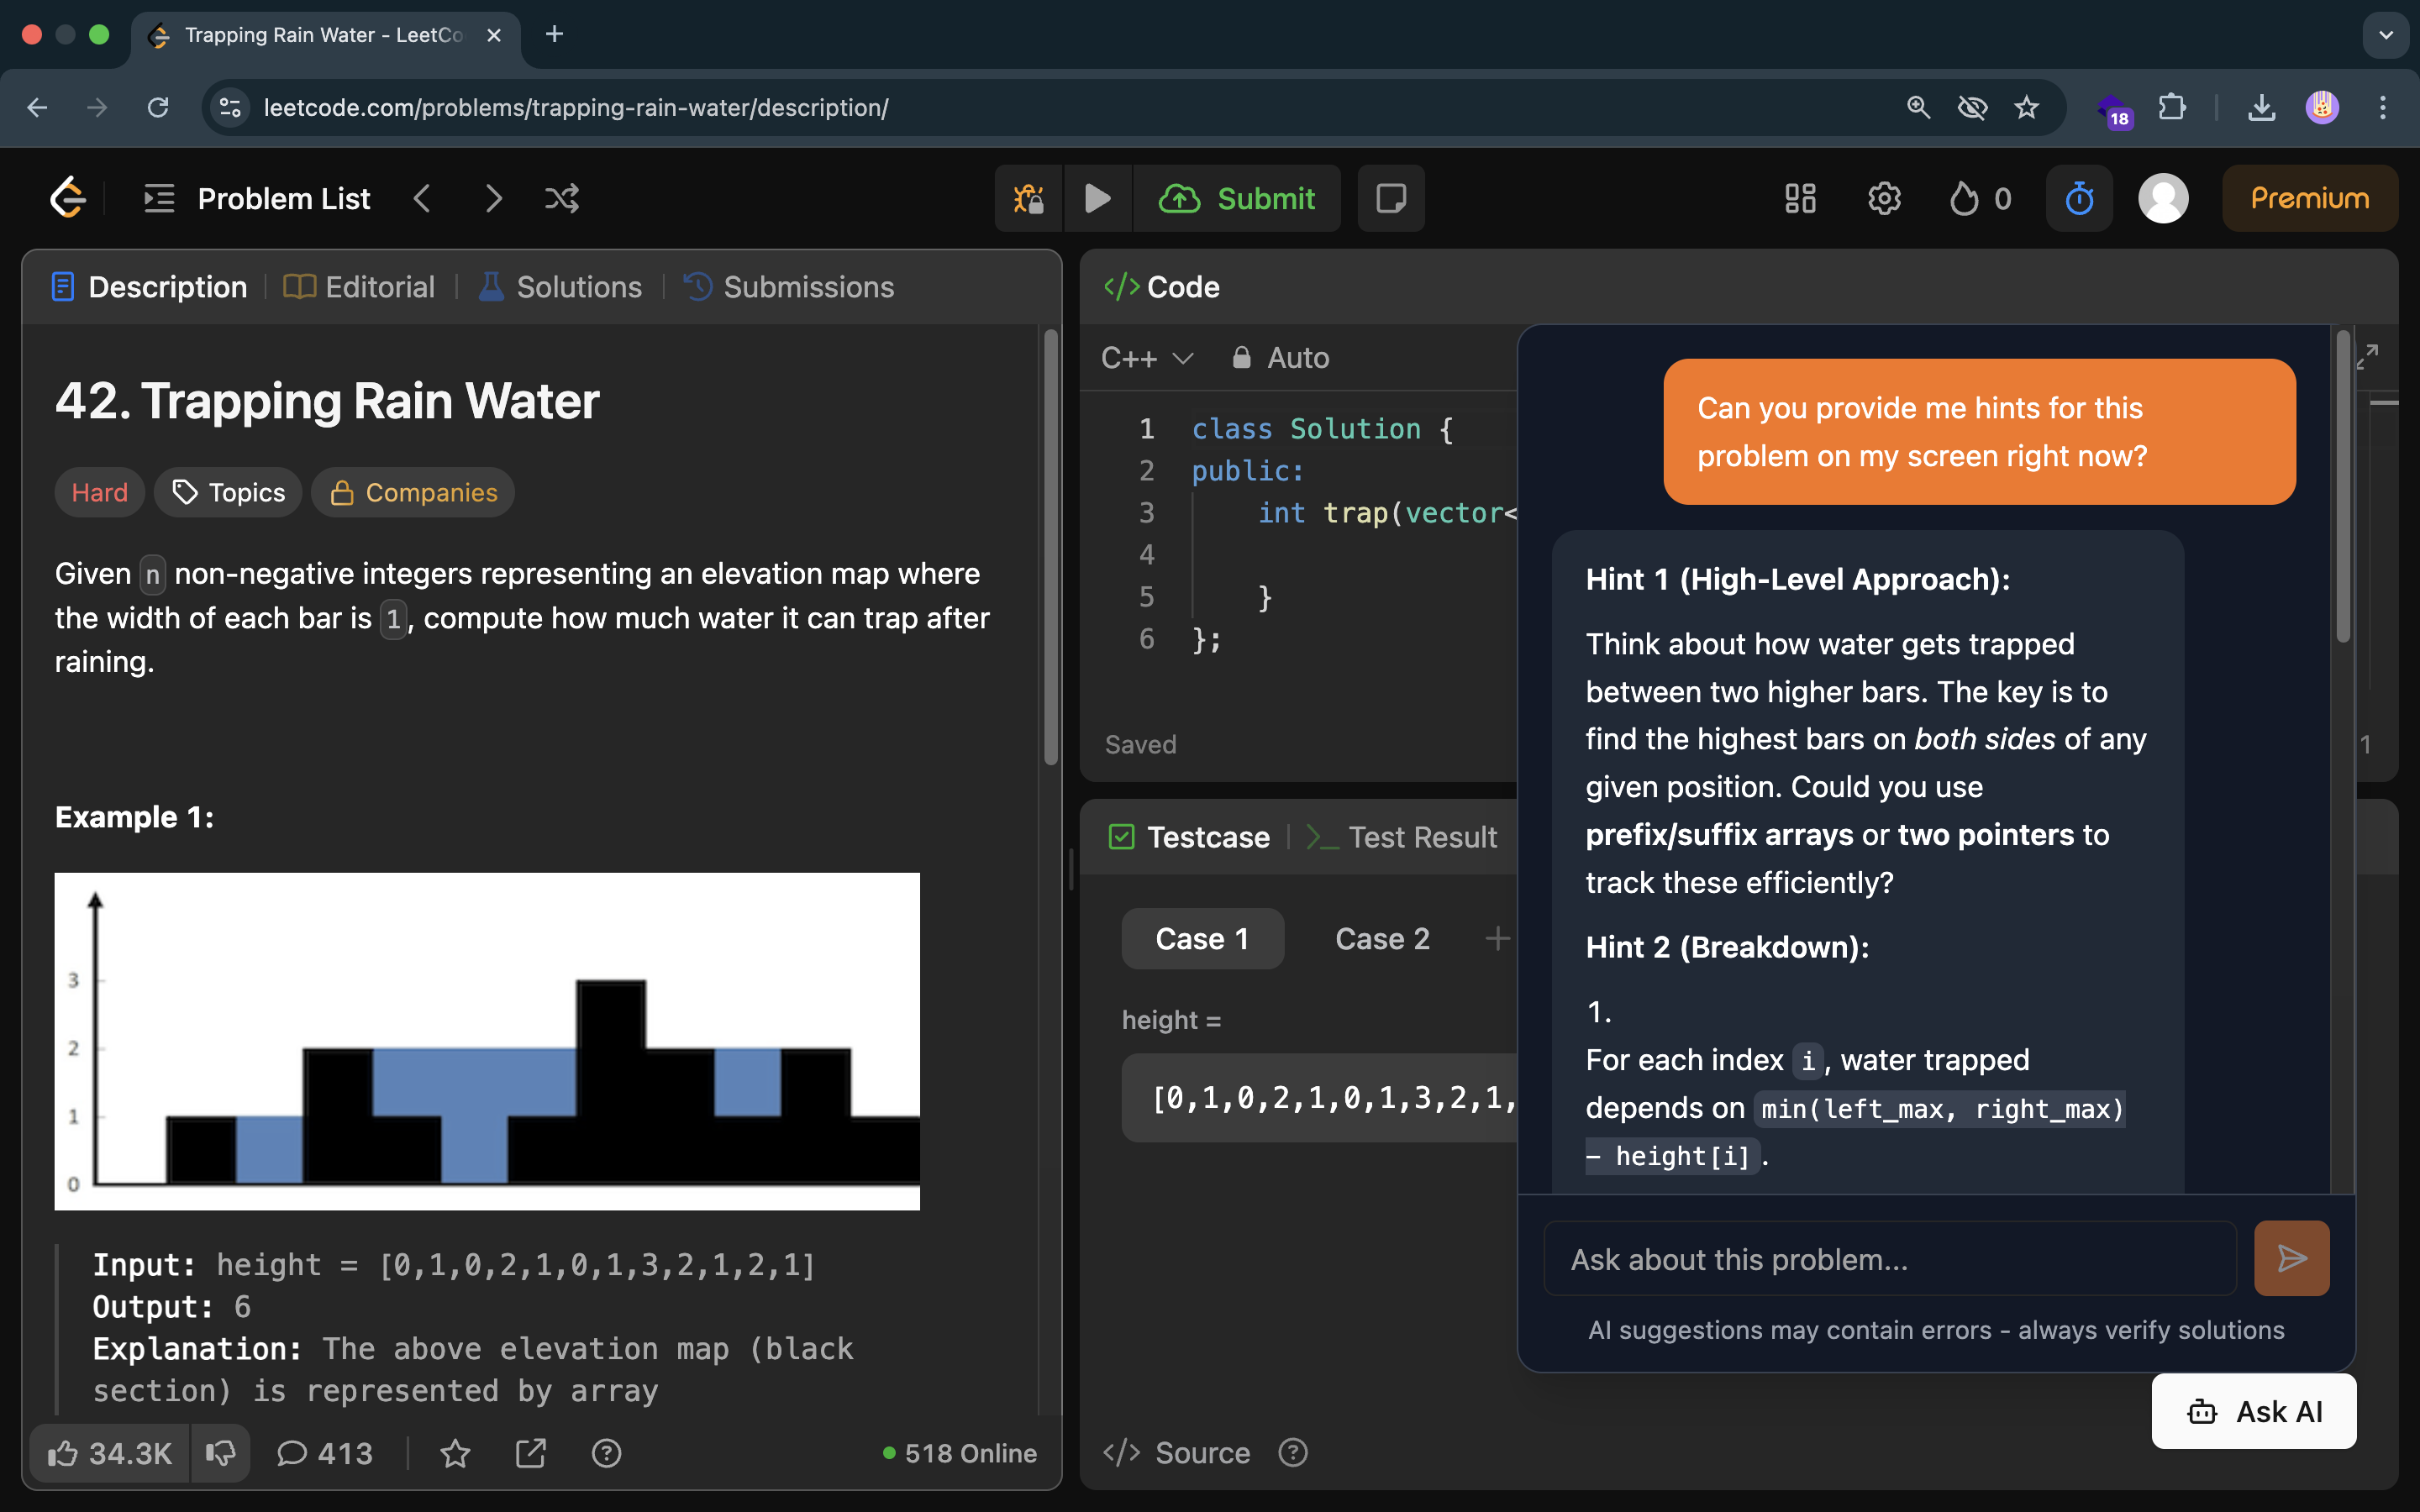 Trapping Rain Water - LeetCo
leetcode.com/problems/trapping-rain-water/description/
18
Problem List
Submit
0
Premium
Description
Editorial
Solutions
Submissions
42. Trapping Rain Water
Hard
Topics
Companies
Given n non-negative integers representing an elevation map where
the width of each bar is 1, compute how much water it can trap after
raining.
Example 1:
3
2
1
0
Input: height = [0,1,0,2,1,0,1,3,2,1,2,1]
Output: 6
Explanation: The above elevation map (black
section) is represented by array
34.3K
413
518 Online
</> Code
C++
Auto
1 class Solution {
2 public:
3 int trap(vector<
4
5 }
6 };
Saved
1
Testcase
Test Result
Case 1
Case 2
+
height =
[0,1,0,2,1,0,1,3,2,1,
</> Source
Can you provide me hints for this
problem on my screen right now?
Hint 1 (High-Level Approach):
Think about how water gets trapped
between two higher bars. The key is to
find the highest bars on both sides of any
given position. Could you use
prefix/suffix arrays or two pointers to
track these efficiently?
Hint 2 (Breakdown):
1.
For each index i, water trapped
depends on min(left_max, right_max)
– height[i].
Ask about this problem...
AI suggestions may contain errors - always verify solutions
Ask AI